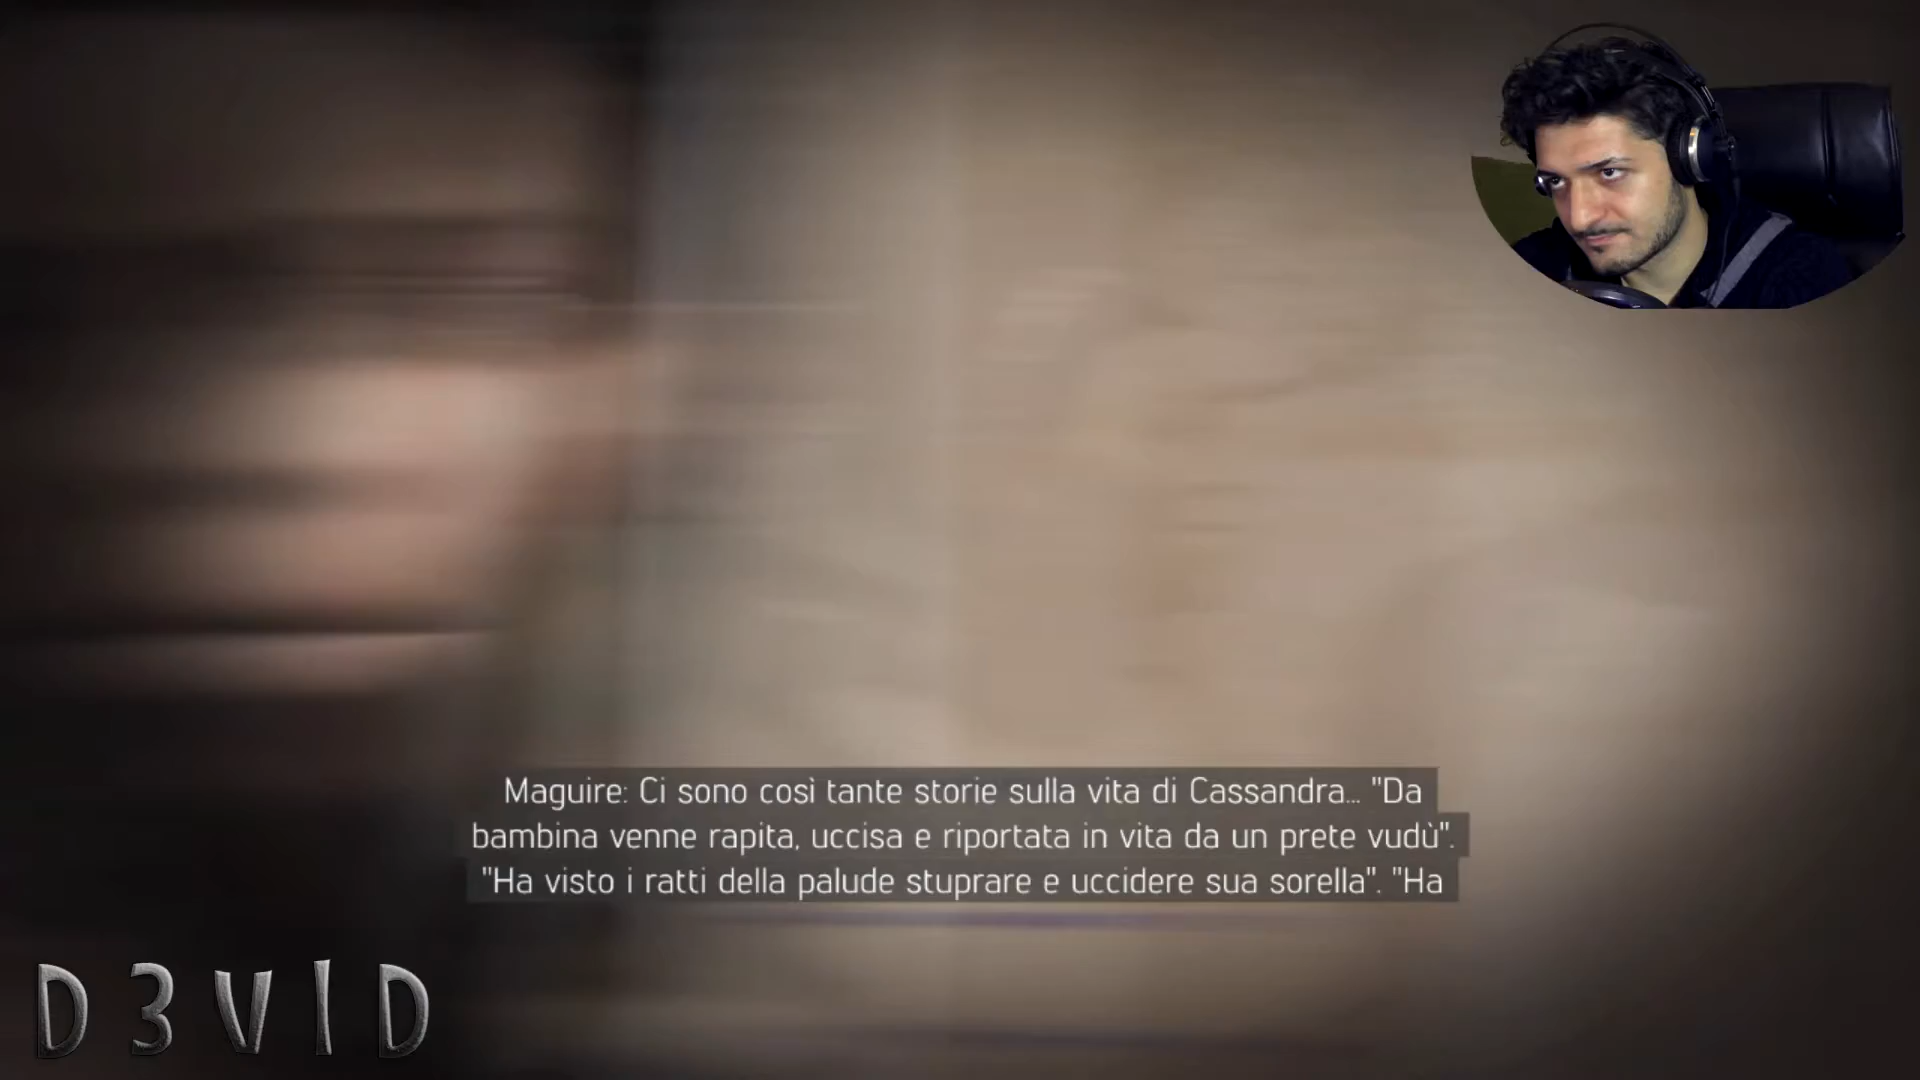 Maguire: Ci sono così tante storie sulla vita di Cassandra... "Da
bambina venne rapita, uccisa e riportata in vita da un prete vudù".
"Ha visto i ratti della palude stuprare e uccidere sua sorella". "Ha
D3VID